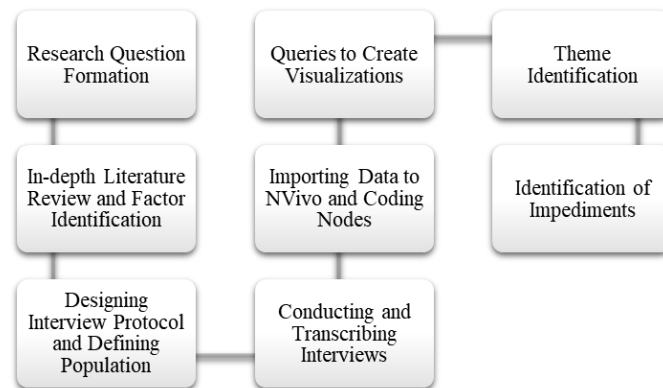 Research Question
Formation
In-depth Literature
Review and Factor
Identification
Designing
Interview Protocol
and Defining
Population
Conducting and
Transcribing
Interviews
Importing Data to
NVivo and Coding
Nodes
Queries to Create
Visualizations
Theme
Identification
Identification of
Impediments